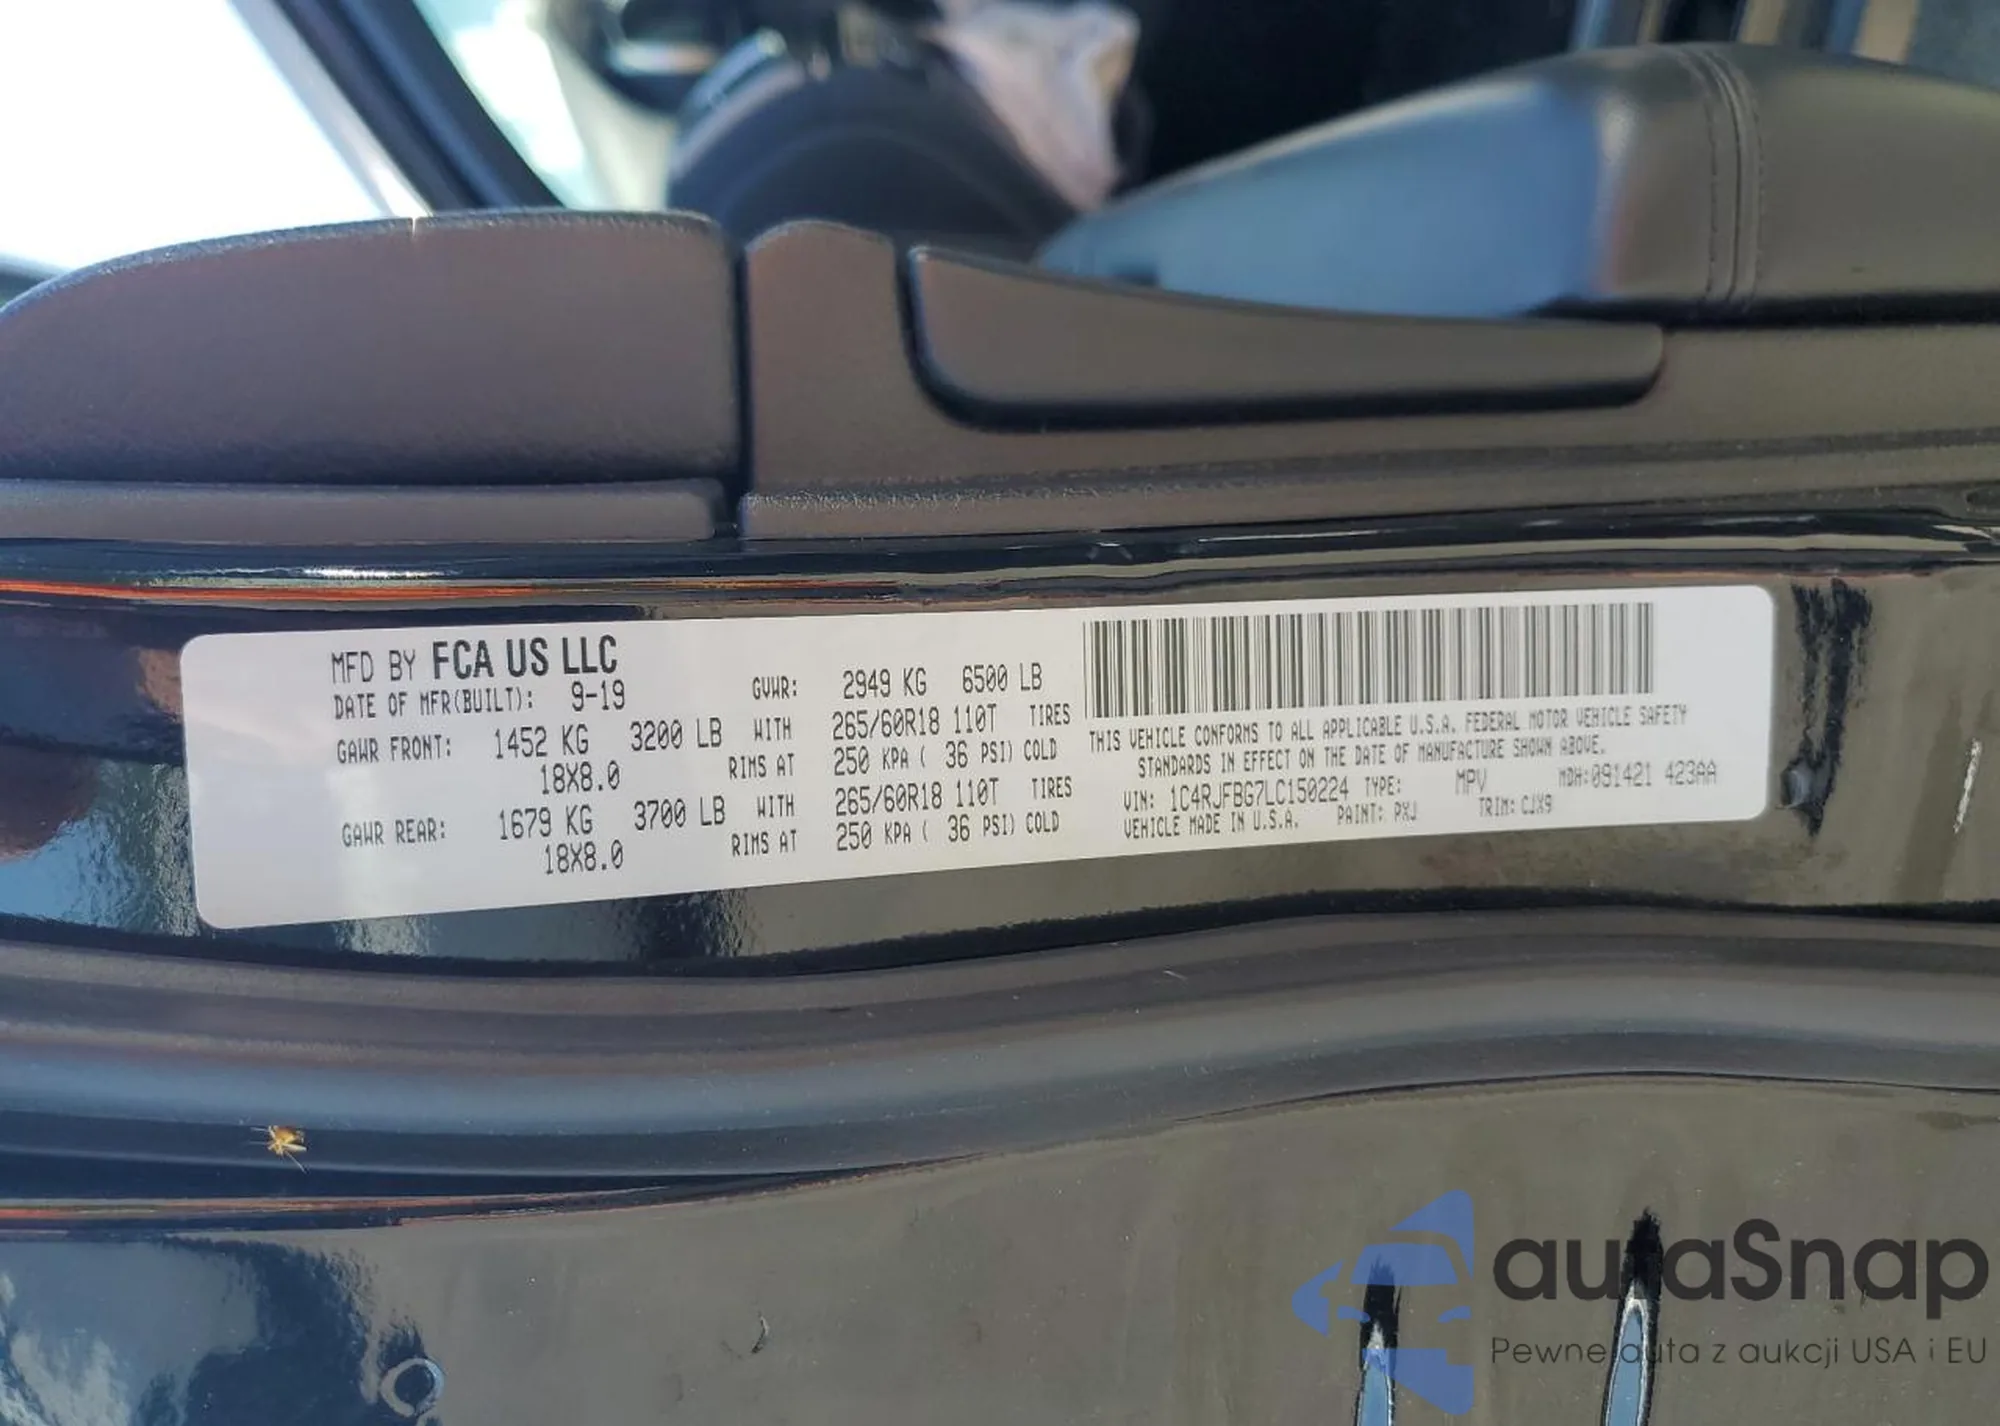 MFD BY FCA US LLC
DATE OF MFR(BUILT): 9-19 GVWR: 2949 KG 6500 LB
GAWR FRONT: 1452 KG 3200 LB WITH 265/60R18 110T TIRES
18X8.0 RIMS AT 250 KPA ( 36 PSI) COLD
GAWR REAR: 1679 KG 3700 LB WITH 265/60R18 110T TIRES
18X8.0 RIMS AT 250 KPA ( 36 PSI) COLD
THIS VEHICLE CONFORMS TO ALL APPLICABLE U.S.A. FEDERAL MOTOR VEHICLE SAFETY
STANDARDS IN EFFECT ON THE DATE OF MANUFACTURE SHOWN ABOVE.
VIN: 1C4RJFBG7LC150224 TYPE: MPV MDH:091421 423AA
VEHICLE MADE IN U.S.A. PAINT: PXJ TRIM: CJX9
auraSnap
Pewne auta z aukcji USA i EU